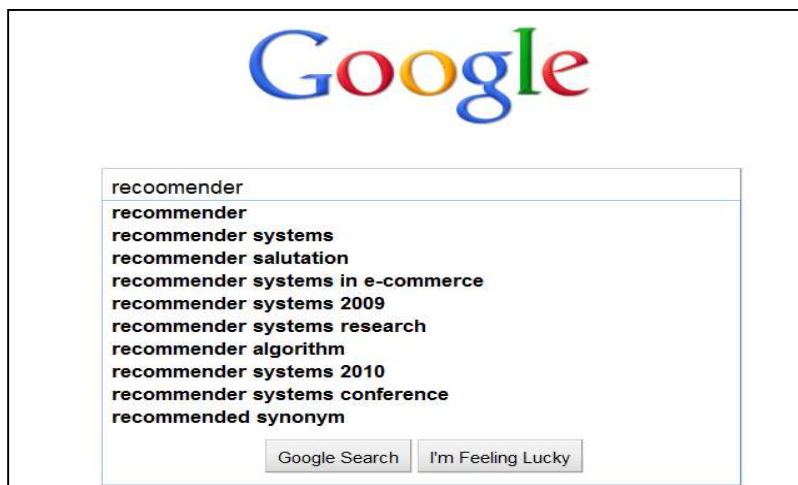 Google
recoomender
recommender
recommender systems
recommender salutation
recommender systems in e-commerce
recommender systems 2009
recommender systems research
recommender algorithm
recommender systems 2010
recommender systems conference
recommended synonym
Google Search I'm Feeling Lucky